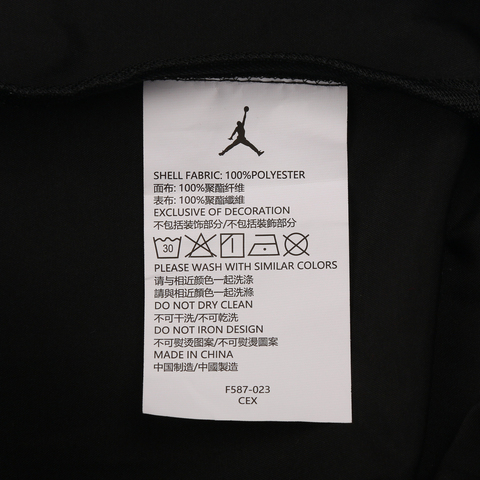 SHELL FABRIC: 100%POLYESTER
面布: 100%聚酯纤维
表布: 100%聚酯纖維
EXCLUSIVE OF DECORATION
不包括装饰部分/不包括裝飾部分
30
PLEASE WASH WITH SIMILAR COLORS
请与相近颜色一起洗涤
請與相近顏色一起洗滌
DO NOT DRY CLEAN
不可干洗/不可乾洗
DO NOT IRON DESIGN
不可熨烫图案/不可熨燙圖案
MADE IN CHINA
中国制造/中國製造
F587-023
CEX